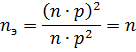 nэ = (n · p)² / (n · p²) = n